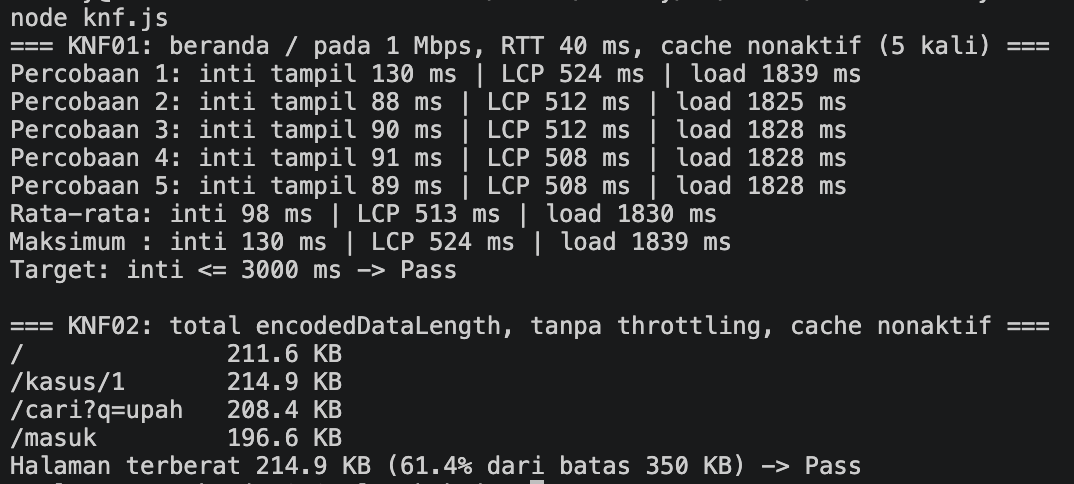 node knf.js
=== KNF01: beranda / pada 1 Mbps, RTT 40 ms, cache nonaktif (5 kali) ===
Percobaan 1: inti tampil 130 ms | LCP 524 ms | load 1839 ms
Percobaan 2: inti tampil 88 ms | LCP 512 ms | load 1825 ms
Percobaan 3: inti tampil 90 ms | LCP 512 ms | load 1828 ms
Percobaan 4: inti tampil 91 ms | LCP 508 ms | load 1828 ms
Percobaan 5: inti tampil 89 ms | LCP 508 ms | load 1828 ms
Rata-rata: inti 98 ms | LCP 513 ms | load 1830 ms
Maksimum : inti 130 ms | LCP 524 ms | load 1839 ms
Target: inti <= 3000 ms -> Pass

=== KNF02: total encodedDataLength, tanpa throttling, cache nonaktif ===
/              211.6 KB
/kasus/1       214.9 KB
/cari?q=upah   208.4 KB
/masuk         196.6 KB
Halaman terberat 214.9 KB (61.4% dari batas 350 KB) -> Pass